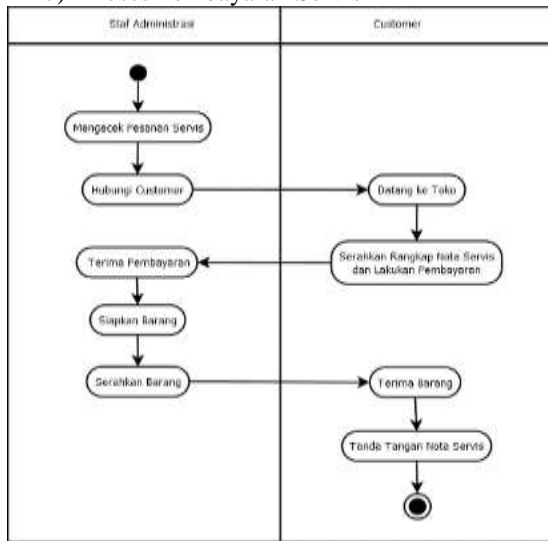 Staf Administrasi
Customer
Mengecek Pesanan Servis
Hubungi Customer
Datang ke Toko
Serahkan Rangkap Nota Servis
dan Lakukan Pembayaran
Terima Pembayaran
Siapkan Barang
Serahkan Barang
Terima Barang
Tanda Tangan Nota Servis